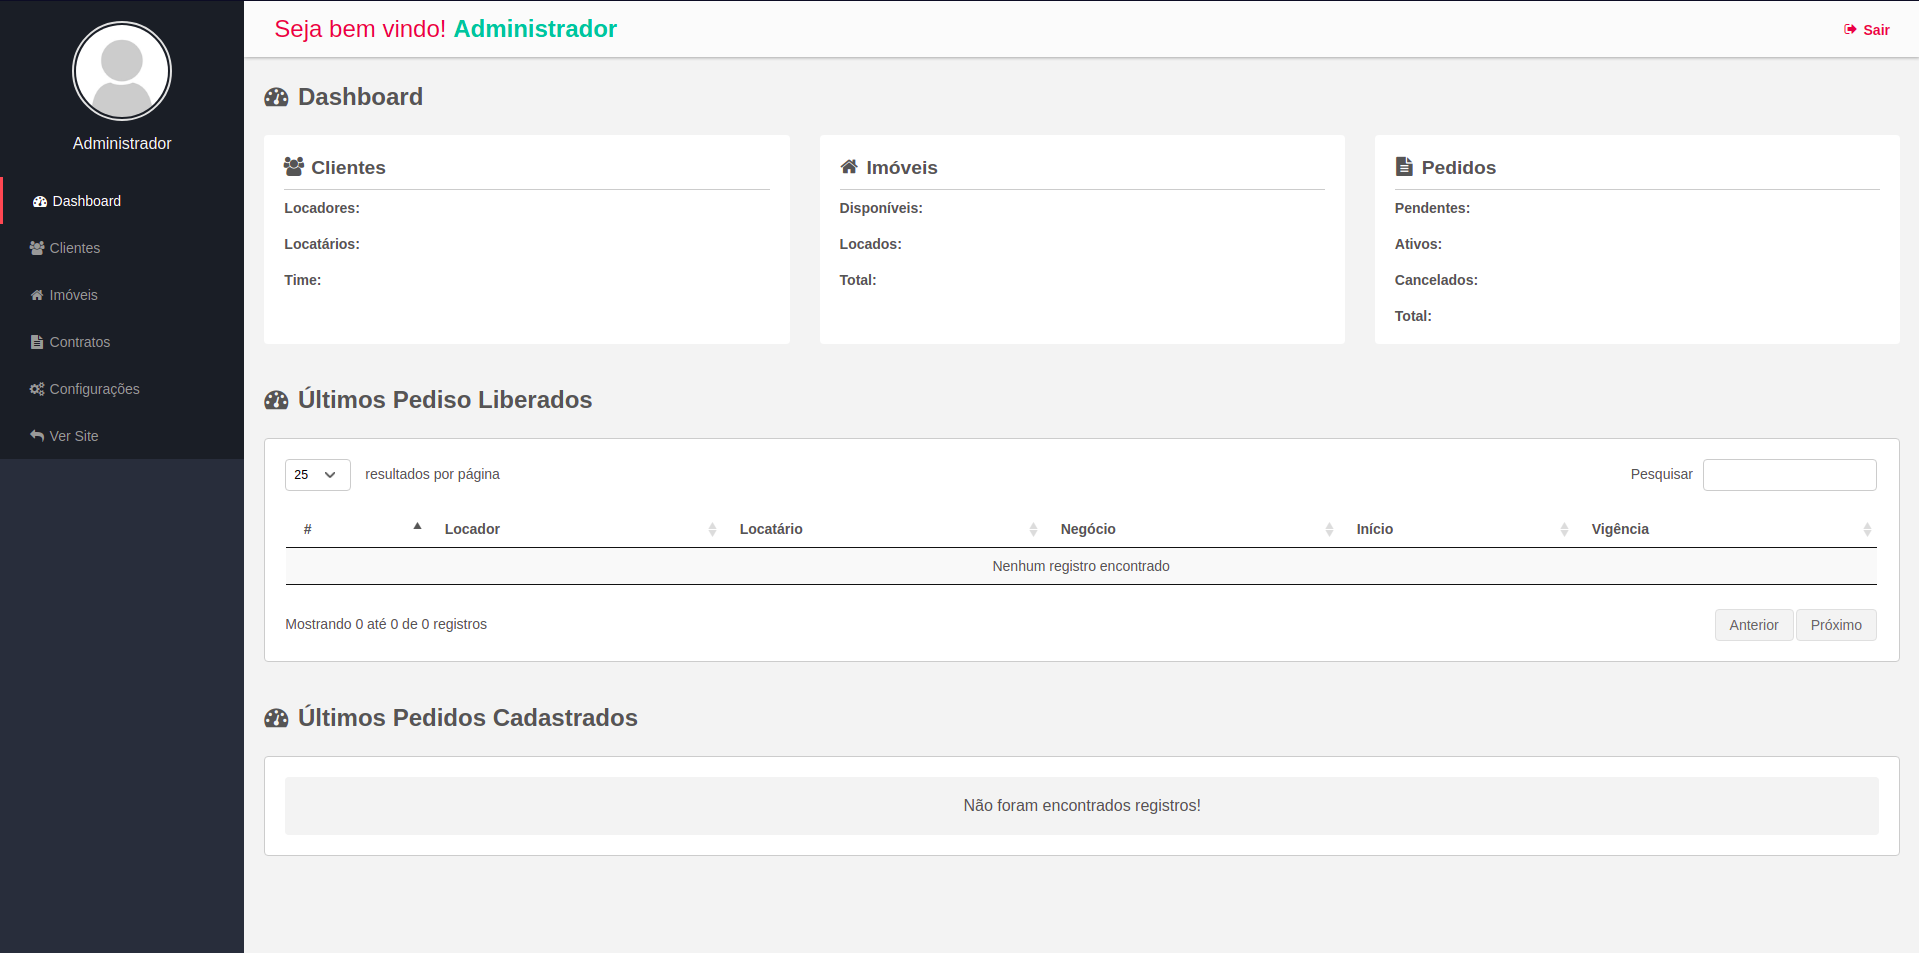 Administrador
Dashboard
Clientes
Imóveis
Contratos
Configurações
Ver Site
Seja bem vindo! Administrador
Sair
Dashboard
Clientes
Locadores:
Locatários:
Time:
Imóveis
Disponíveis:
Locados:
Total:
Pedidos
Pendentes:
Ativos:
Cancelados:
Total:
Últimos Pediso Liberados
25 resultados por página
Pesquisar
# Locador Locatário Negócio Início Vigência
Nenhum registro encontrado
Mostrando 0 até 0 de 0 registros
Anterior Próximo
Últimos Pedidos Cadastrados
Não foram encontrados registros!